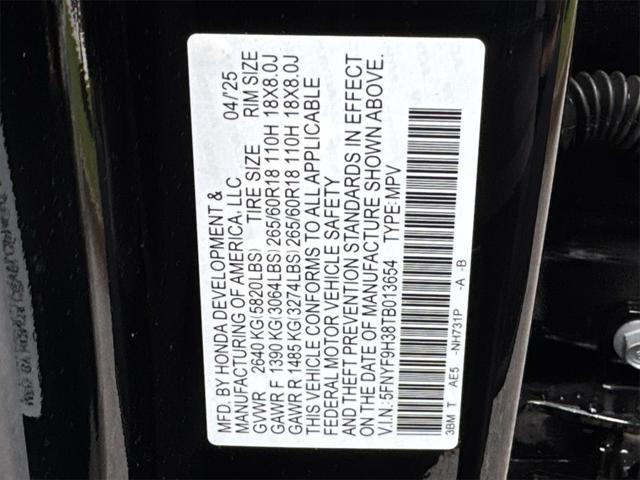 MFD. BY HONDA DEVELOPMENT &
MANUFACTURING OF AMERICA, LLC 04/'25
GVWR 2640 KG(5820LBS) TIRE SIZE RIM SIZE
GAWR F 1390 KG(3064LBS) 265/60R18 110H 18X8.0J
GAWR R 1485 KG(3274LBS) 265/60R18 110H 18X8.0J
THIS VEHICLE CONFORMS TO ALL APPLICABLE
FEDERAL MOTOR VEHICLE SAFETY
AND THEFT PREVENTION STANDARDS IN EFFECT
ON THE DATE OF MANUFACTURE SHOWN ABOVE.
V.I.N.: 5FNYF9H38TB013654 TYPE: MPV
3BM T AE5 -NH731P -A -B